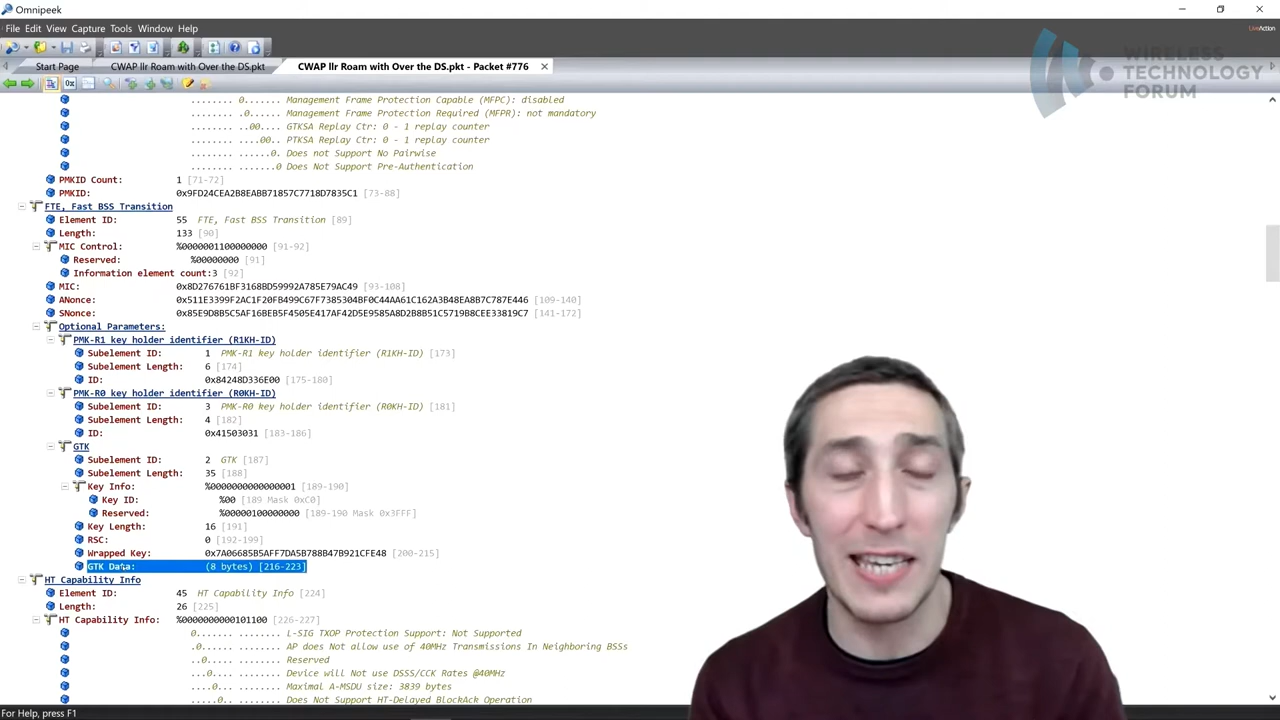 Omnipeek
File Edit View Capture Tools Window Help
LiveAction
Start Page CWAP llr Roam with Over the DS.pkt CWAP llr Roam with Over the DS.pkt - Packet #776
WIRELESS
TECHNOLOGY
FORUM
........ 0....... Management Frame Protection Capable (MFPC): disabled
........ .0...... Management Frame Protection Required (MFPR): not mandatory
........ ..00.... GTKSA Replay Ctr: 0 - 1 replay counter
........ ....00.. PTKSA Replay Ctr: 0 - 1 replay counter
........ ......0. Does not Support No Pairwise
........ .......0 Does Not Support Pre-Authentication
PMKID Count: 1 [71-72]
PMKID: 0x9FD24CEA2B8EABB71857C7718D7835C1 [73-88]
FTE, Fast BSS Transition
Element ID: 55 FTE, Fast BSS Transition [89]
Length: 133 [90]
MIC Control: %0000001100000000 [91-92]
Reserved: %00000000 [91]
Information element count:3 [92]
MIC: 0x8D276761BF3168BD59992A785E79AC49 [93-108]
ANonce: 0x511E3399F2AC1F20FB499C67F7385304BF0C44AA61C162A3B48EA8B7C787E446 [109-140]
SNonce: 0x85E9D8B5C5AF16BEB5F4505E417AF42D5E9585A8D2B8B51C5719B8CEE33819C7 [141-172]
Optional Parameters:
PMK-R1 key holder identifier (R1KH-ID)
Subelement ID: 1 PMK-R1 key holder identifier (R1KH-ID) [173]
Subelement Length: 6 [174]
ID: 0x84248D336E00 [175-180]
PMK-R0 key holder identifier (R0KH-ID)
Subelement ID: 3 PMK-R0 key holder identifier (R0KH-ID) [181]
Subelement Length: 4 [182]
ID: 0x41503031 [183-186]
GTK
Subelement ID: 2 GTK [187]
Subelement Length: 35 [188]
Key Info: %0000000000000001 [189-190]
Key ID: %00 [189 Mask 0xC0]
Reserved: %00000100000000 [189-190 Mask 0x3FFF]
Key Length: 16 [191]
RSC: 0 [192-199]
Wrapped Key: 0x7A06685B5AFF7DA5B788B47B921CFE48 [200-215]
GTK Data: (8 bytes) [216-223]
HT Capability Info
Element ID: 45 HT Capability Info [224]
Length: 26 [225]
HT Capability Info: %0000000000101100 [226-227]
0....... ........ L-SIG TXOP Protection Support: Not Supported
.0...... ........ AP does Not allow use of 40MHz Transmissions In Neighboring BSSs
..0..... ........ Reserved
...0.... ........ Device will Not use DSSS/CCK Rates @40MHz
....0... ........ Maximal A-MSDU size: 3839 bytes
.....0.. ........ Does Not Support HT-Delayed BlockAck Operation
For Help, press F1